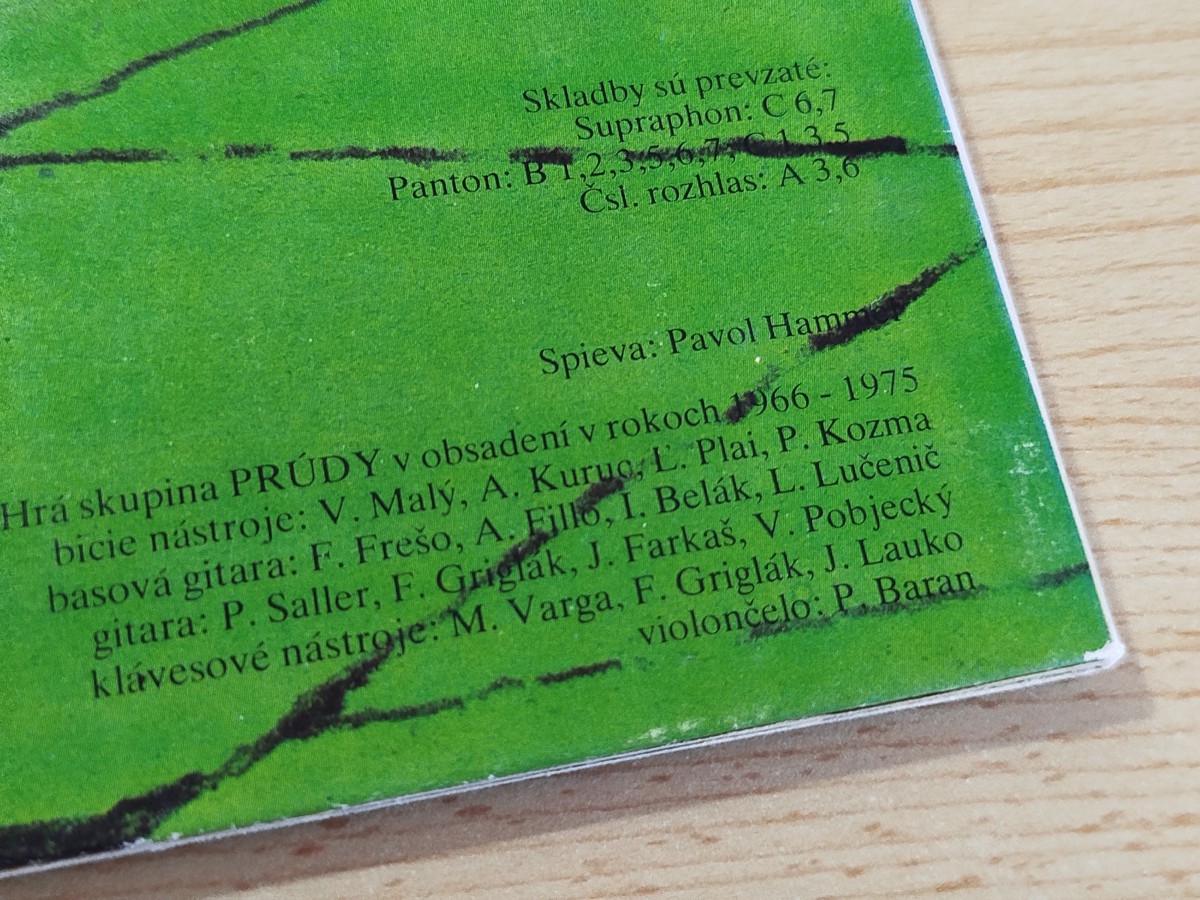 Skladby sú prevzaté:
Supraphon: C 6,7
Panton: B 1,2,3,5,6,7, C 1,3,5
Čsl. rozhlas: A 3,6
Spieva: Pavol Hammel
Hrá skupina PRÚDY v obsadení v rokoch 1966 - 1975
bicie nástroje: V. Malý, A. Kuruc, Ľ. Plai, P. Kozma
basová gitara: F. Frešo, A. Fillo, I. Belák, L. Lučenič
gitara: P. Saller, F. Griglák, J. Farkaš, V. Pobjecký
klávesové nástroje: M. Varga, F. Griglák, J. Lauko
violončelo: P. Baran